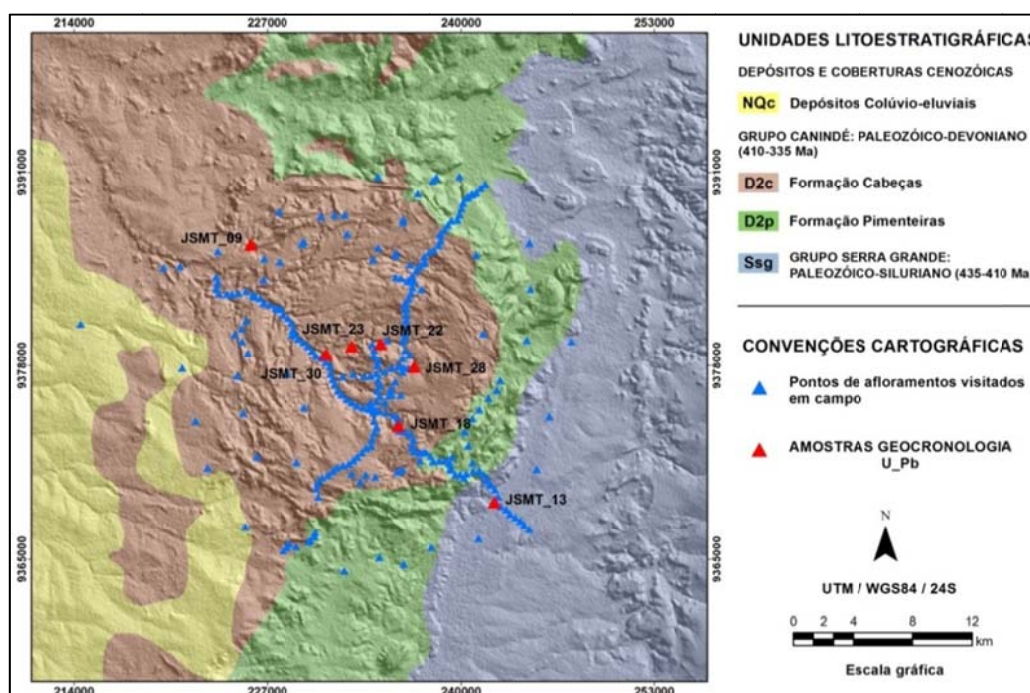 214000 227000 240000 253000
9391000 9391000
9378000 9378000
9365000 9365000
214000 227000 240000 253000
JSMT_09
JSMT_23 JSMT_22
JSMT_30 JSMT_28
JSMT_18
JSMT_13
UNIDADES LITOESTRATIGRÁFICAS
DEPÓSITOS E COBERTURAS CENOZÓICAS
NQc Depósitos Colúvio-eluviais
GRUPO CANINDÉ: PALEOZÓICO-DEVONIANO
(410-335 Ma)
D2c Formação Cabeças
D2p Formação Pimenteiras
Ssg GRUPO SERRA GRANDE:
PALEOZÓICO-SILURIANO (435-410 Ma)
CONVENÇÕES CARTOGRÁFICAS
Pontos de afloramentos visitados
em campo
AMOSTRAS GEOCRONOLOGIA
U_Pb
N
UTM / WGS84 / 24S
0 2 4 8 12
km
Escala gráfica